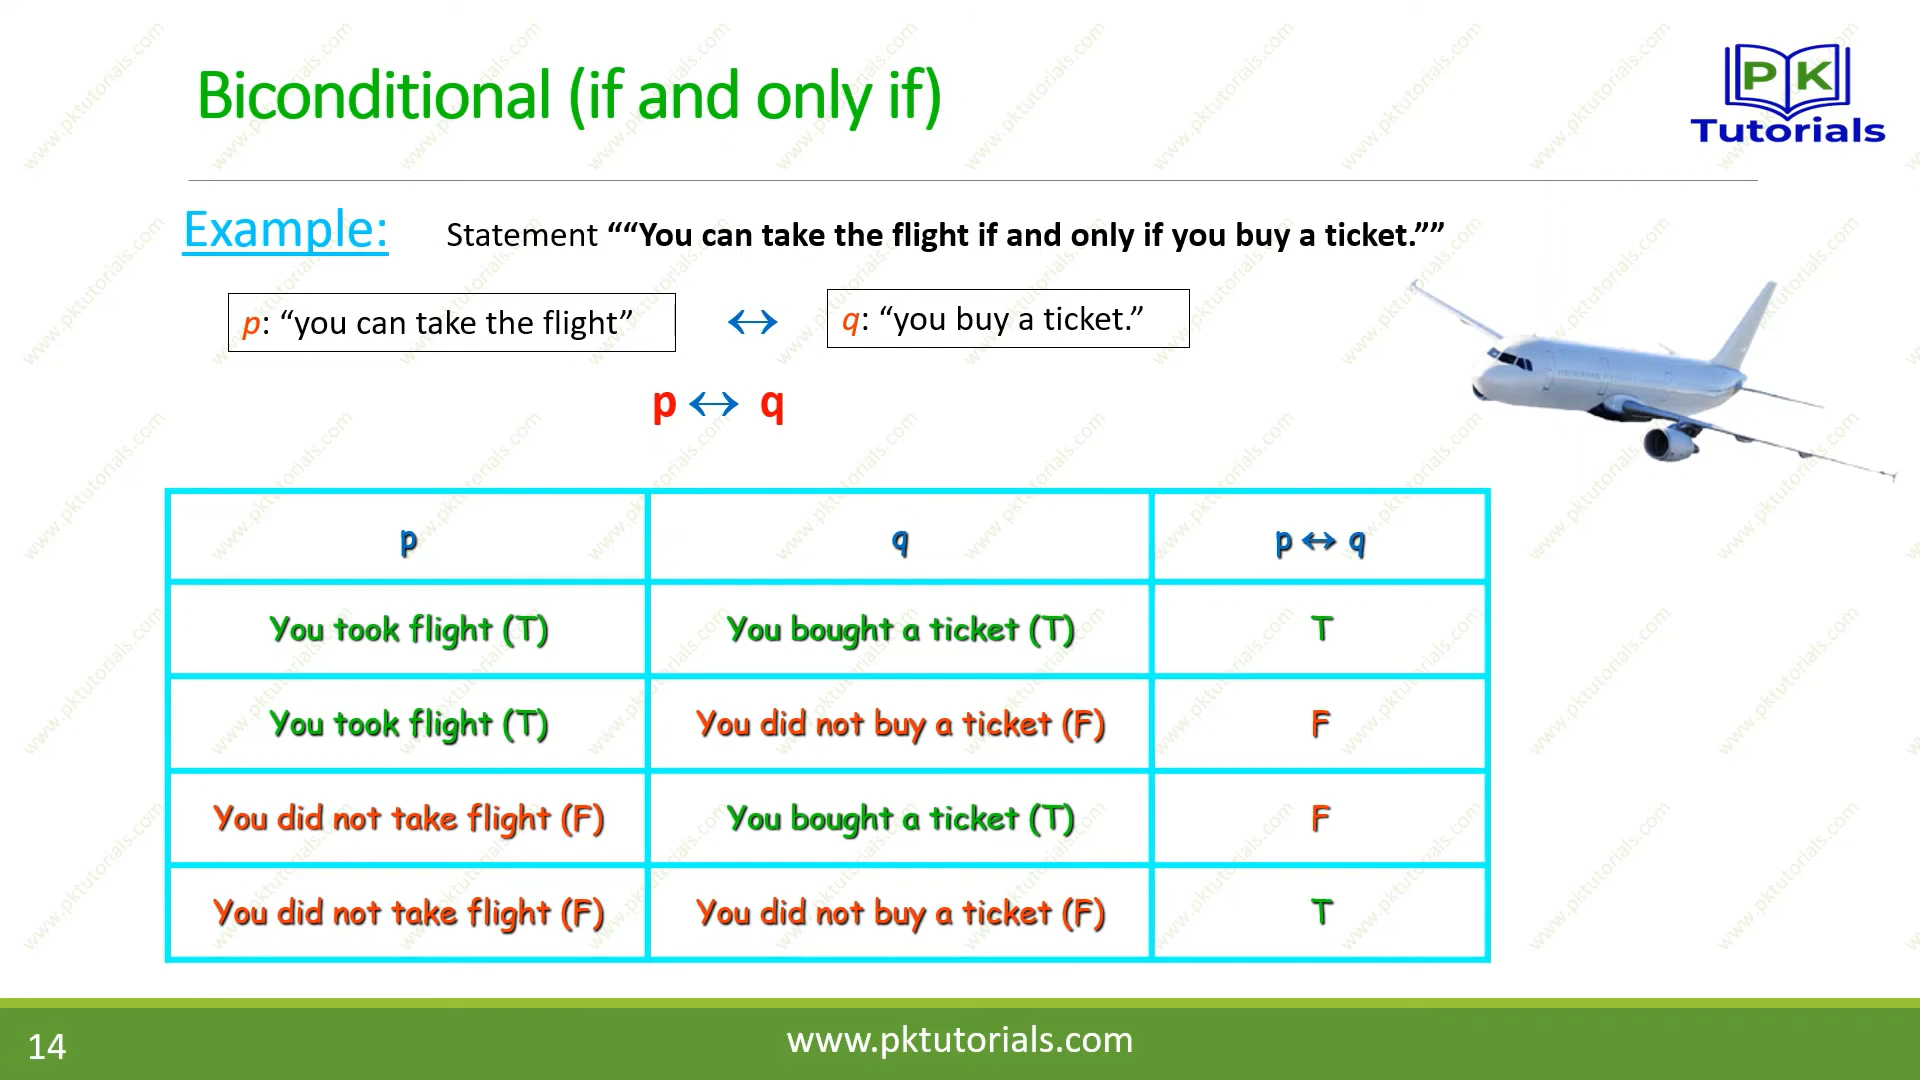 Biconditional (if and only if)
PK
Tutorials
Example: Statement ““You can take the flight if and only if you buy a ticket.””
p: “you can take the flight” ↔ q: “you buy a ticket.”
p ↔ q
p q p ↔ q
You took flight (T) You bought a ticket (T) T
You took flight (T) You did not buy a ticket (F) F
You did not take flight (F) You bought a ticket (T) F
You did not take flight (F) You did not buy a ticket (F) T
14 www.pktutorials.com